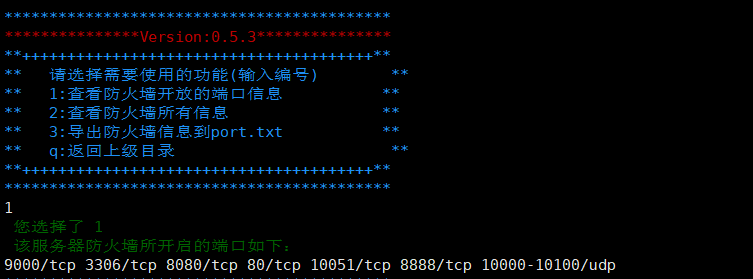 *******************************************
***************Version:0.5.3***************
**+++++++++++++++++++++++++++++++++++++++**
** 请选择需要使用的功能(输入编号) **
** 1:查看防火墙开放的端口信息 **
** 2:查看防火墙所有信息 **
** 3:导出防火墙信息到port.txt **
** q:返回上级目录 **
**+++++++++++++++++++++++++++++++++++++++**
*******************************************
1
您选择了 1
该服务器防火墙所开启的端口如下:
9000/tcp 3306/tcp 8080/tcp 80/tcp 10051/tcp 8888/tcp 10000-10100/udp